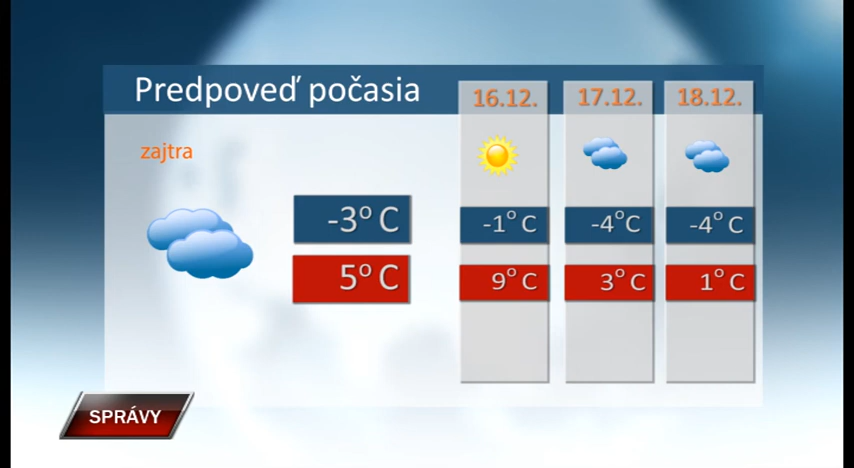 Predpoveď počasia
zajtra
-3° C
5° C
16.12.
-1° C
9° C
17.12.
-4°C
3° C
18.12.
-4° C
1° C
SPRÁVY